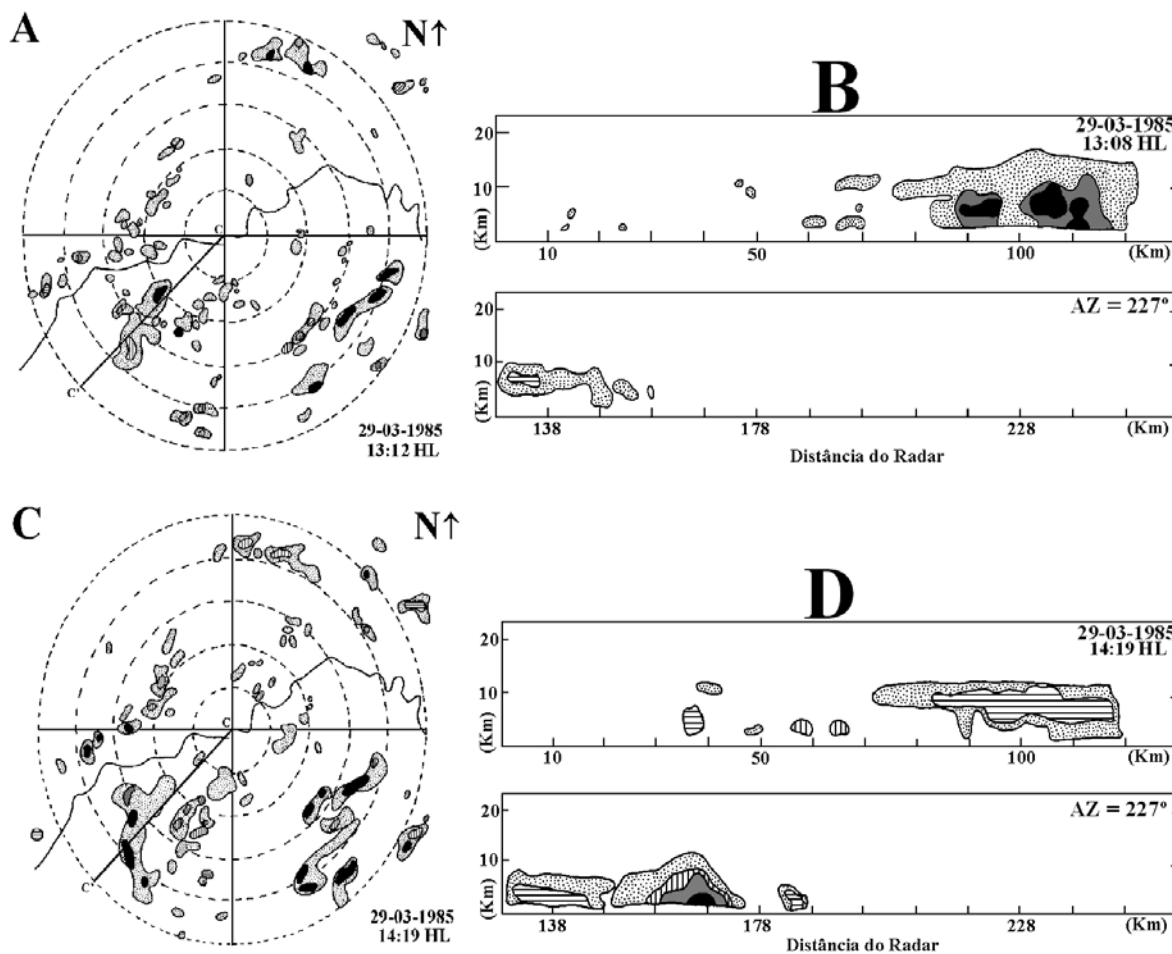 A
N↑
C
C'
29-03-1985
13:12 HL
B
29-03-1985
13:08 HL
20
10
(Km)
10 50 100 (Km)
AZ = 227°
20
10
(Km)
138 178 228 (Km)
Distância do Radar
C
N↑
C
C'
29-03-1985
14:19 HL
D
29-03-1985
14:19 HL
20
10
(Km)
10 50 100 (Km)
AZ = 227°
20
10
(Km)
138 178 228 (Km)
Distância do Radar